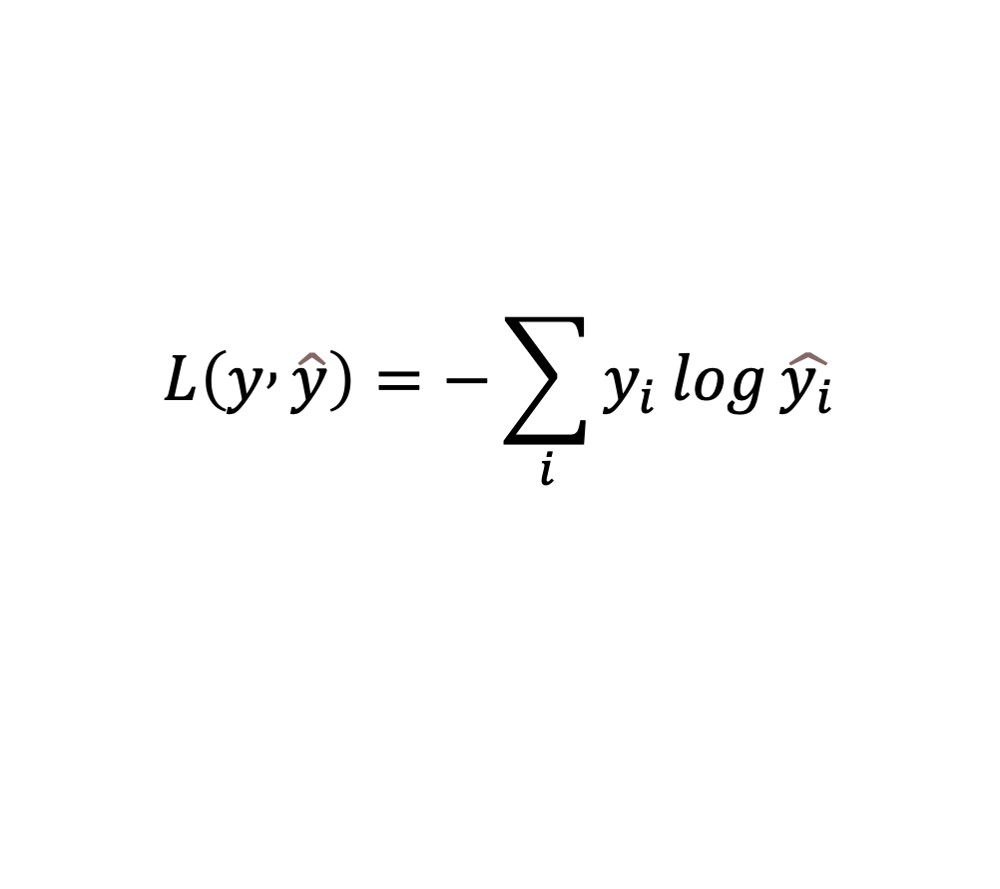 L(y, ŷ) = − ∑ᵢ yᵢ log ŷᵢ